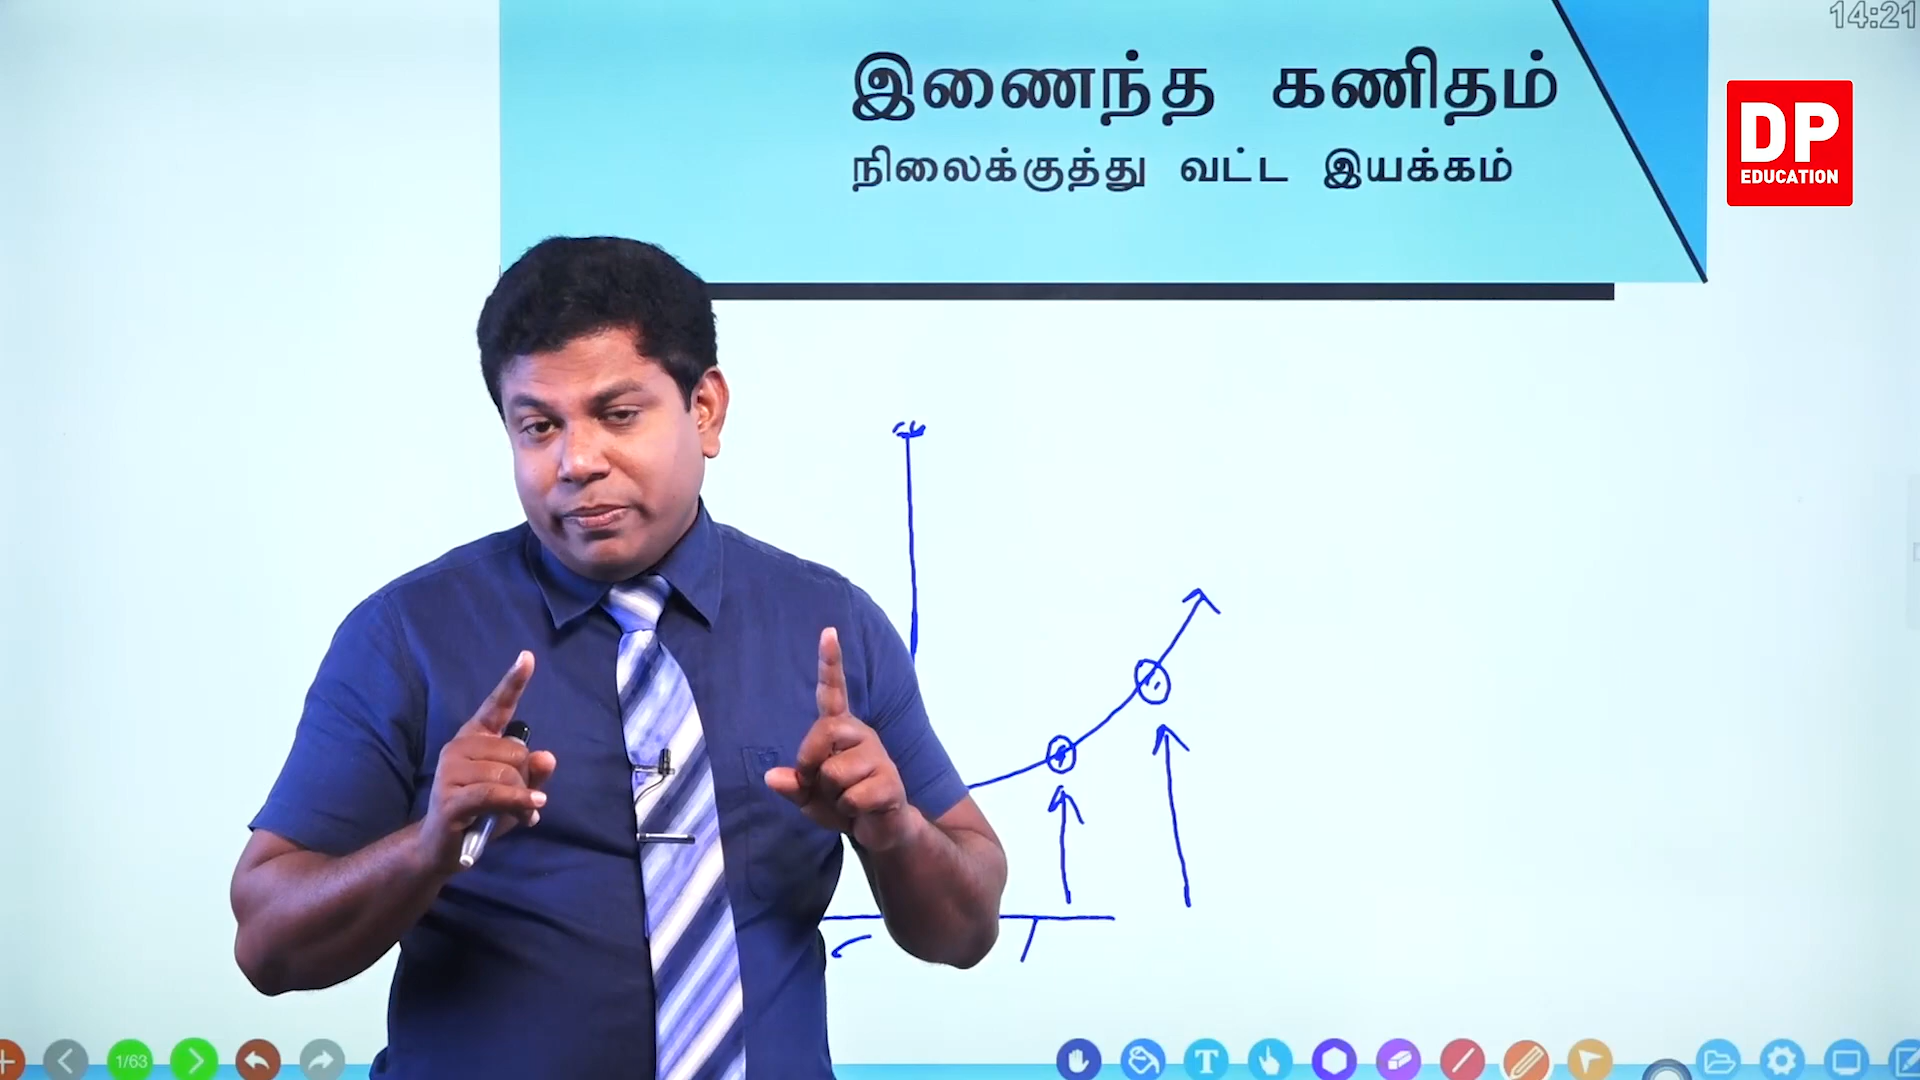 14:21
இணைந்த கணிதம்
நிலைக்குத்து வட்ட இயக்கம்
DP
EDUCATION
1/63
T